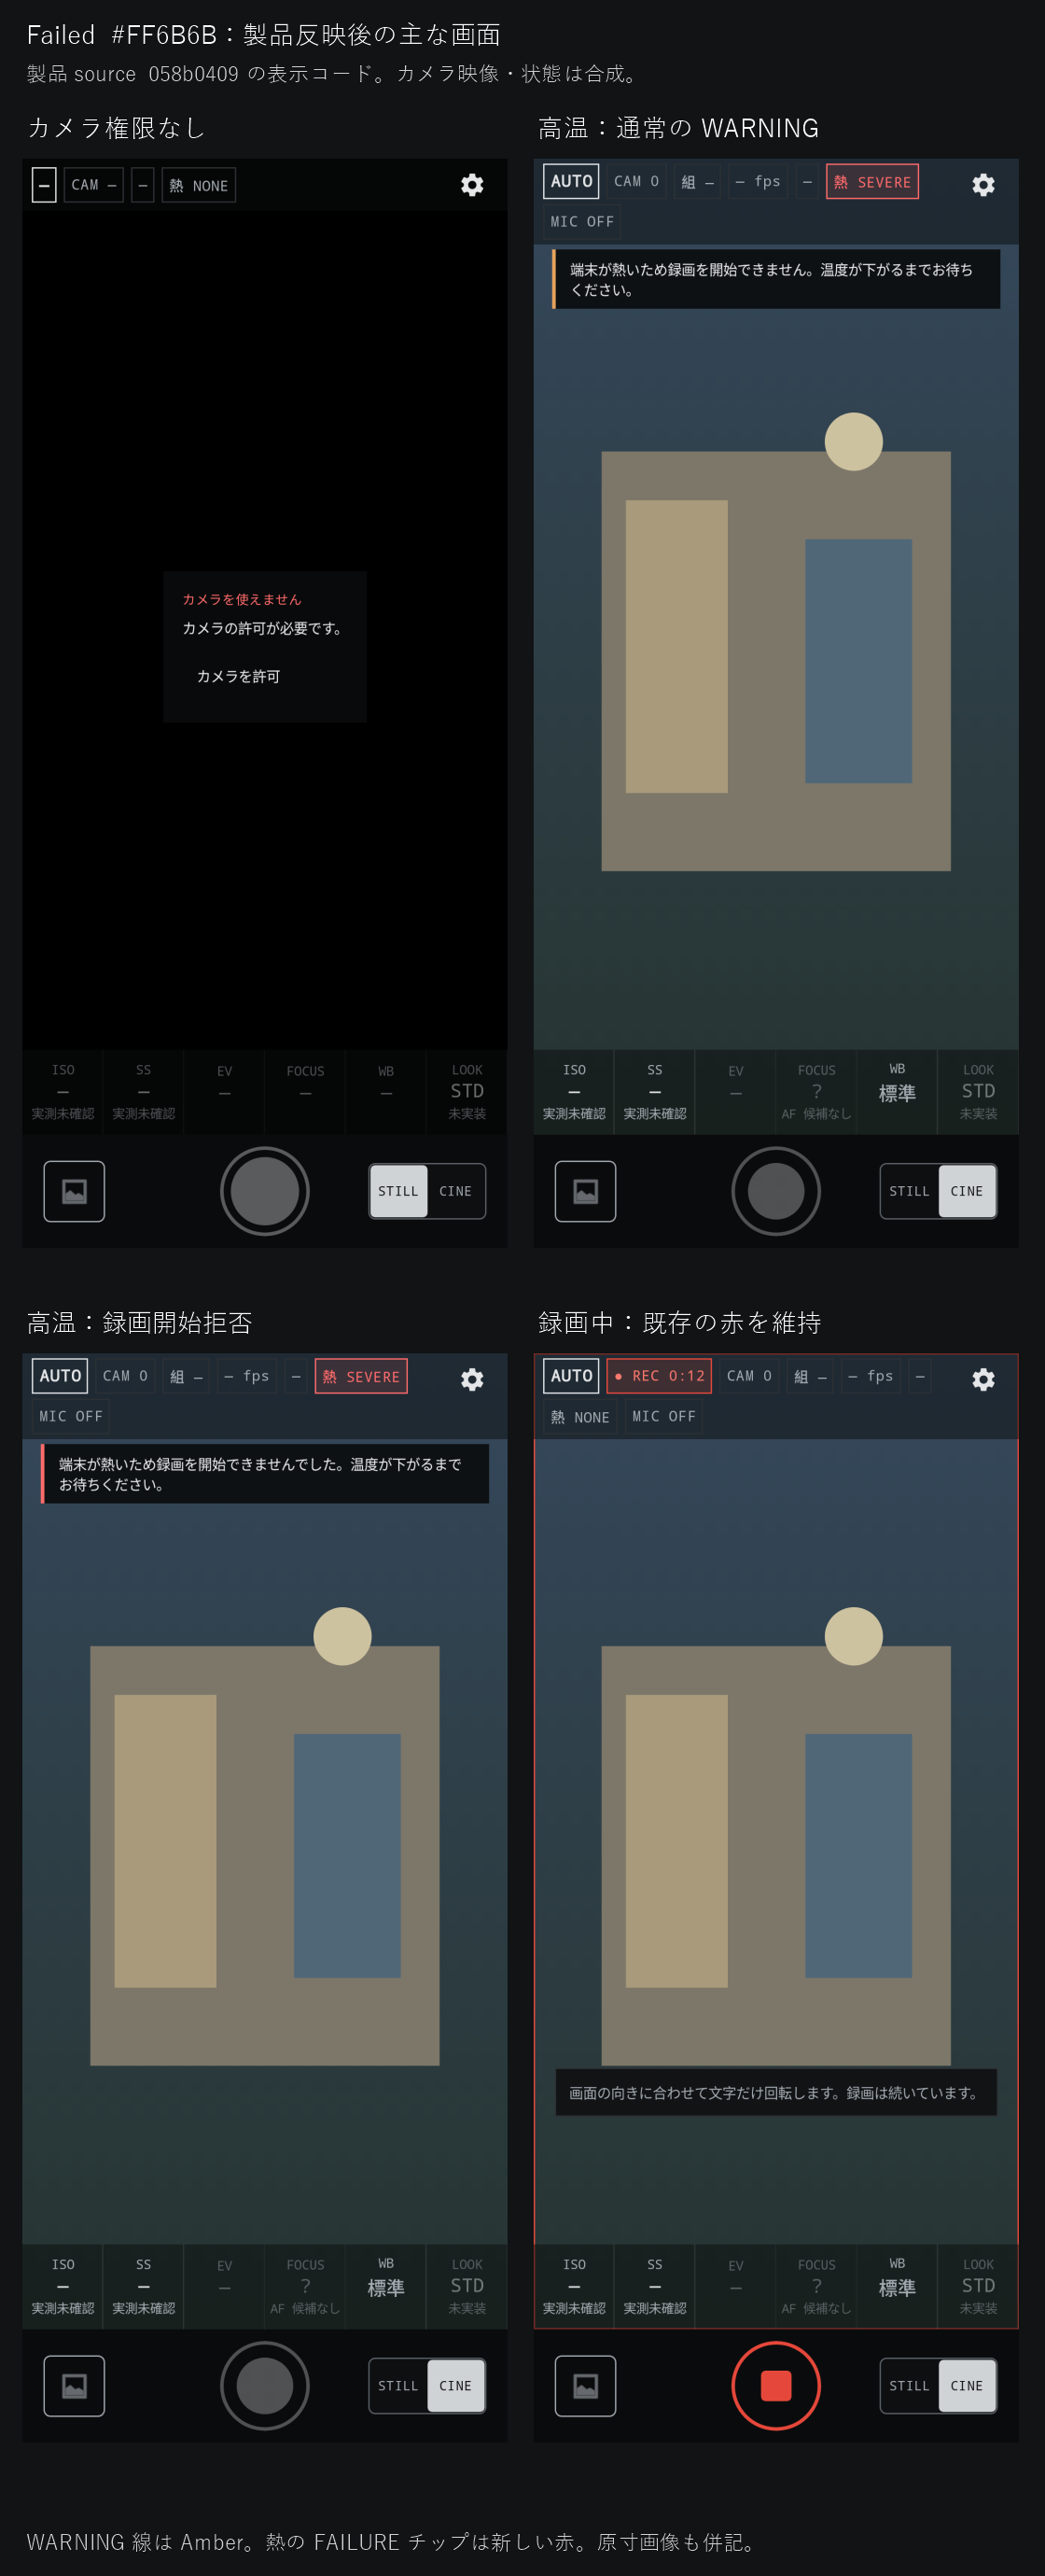 Failed #FF6B6B：製品反映後の主な画面
製品 source 058b0409 の表示コード。カメラ映像・状態は合成。
カメラ権限なし
— CAM — — 熱 NONE
カメラを使えません
カメラの許可が必要です。
カメラを許可
ISO SS EV FOCUS WB LOOK
— — — — — STD
実測未確認 実測未確認 未実装
STILL CINE
高温：通常の WARNING
AUTO CAM 0 組 — — fps — 熱 SEVERE
MIC OFF
端末が熱いため録画を開始できません。温度が下がるまでお待ち
ください。
ISO SS EV FOCUS WB LOOK
— — — ? 標準 STD
実測未確認 実測未確認 AF 候補なし 未実装
STILL CINE
高温：録画開始拒否
AUTO CAM 0 組 — — fps — 熱 SEVERE
MIC OFF
端末が熱いため録画を開始できませんでした。温度が下がるまで
お待ちください。
ISO SS EV FOCUS WB LOOK
— — — ? 標準 STD
実測未確認 実測未確認 AF 候補なし 未実装
STILL CINE
録画中：既存の赤を維持
AUTO ● REC 0:12 CAM 0 組 — — fps —
熱 NONE MIC OFF
画面の向きに合わせて文字だけ回転します。録画は続いています。
ISO SS EV FOCUS WB LOOK
— — — ? 標準 STD
実測未確認 実測未確認 AF 候補なし 未実装
STILL CINE
WARNING 線は Amber。熱の FAILURE チップは新しい赤。原寸画像も併記。